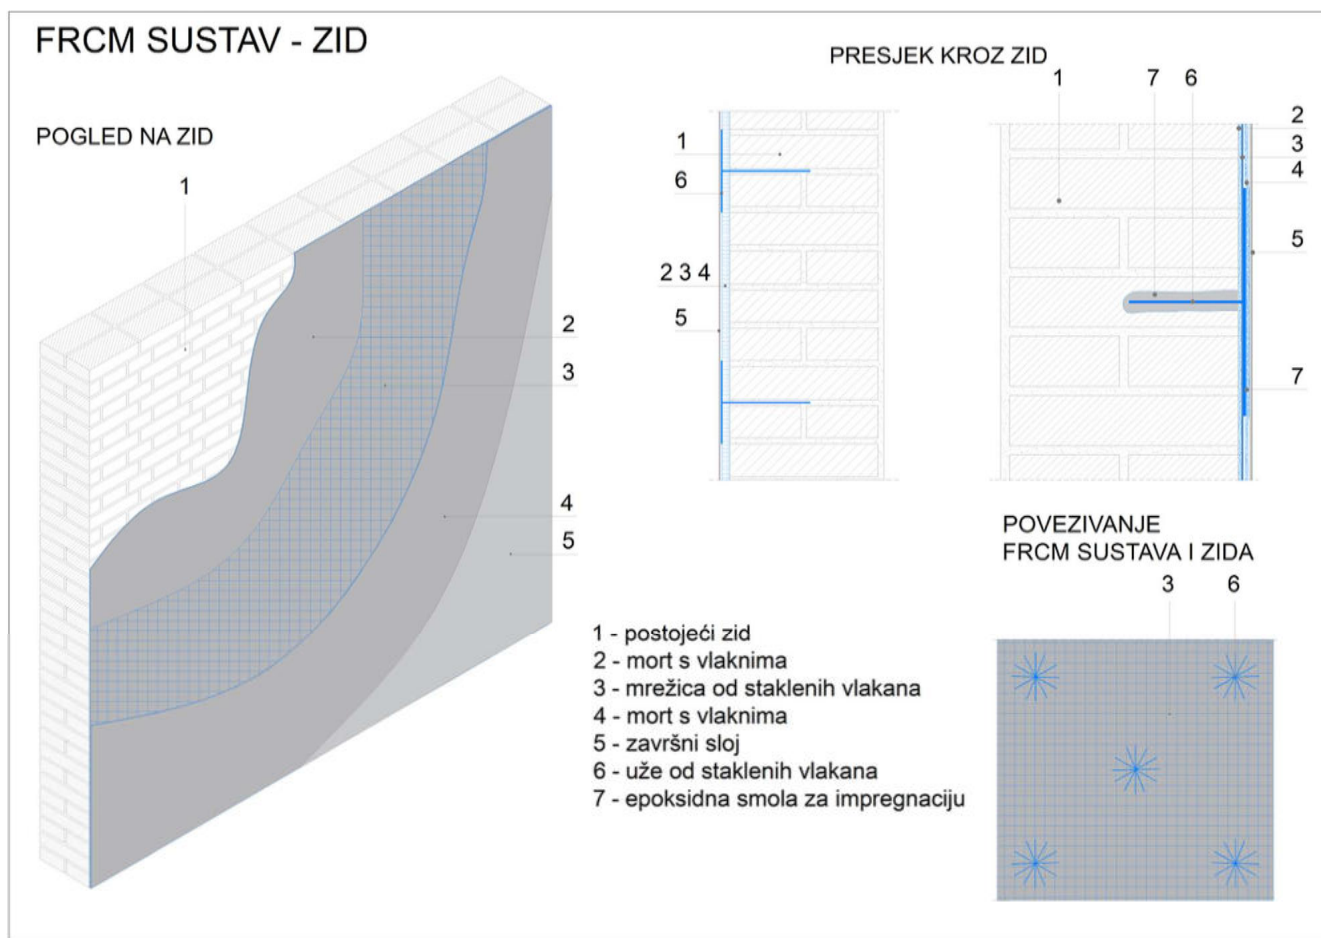 FRCM SUSTAV - ZID
POGLED NA ZID
1
2
3
4
5
PRESJEK KROZ ZID
1
6
2 3 4
5
1
7
6
2
3
4
5
7
POVEZIVANJE
FRCM SUSTAVA I ZIDA
3
6
1 - postojeći zid
2 - mort s vlaknima
3 - mrežica od staklenih vlakana
4 - mort s vlaknima
5 - završni sloj
6 - uže od staklenih vlakana
7 - epoksidna smola za impregnaciju